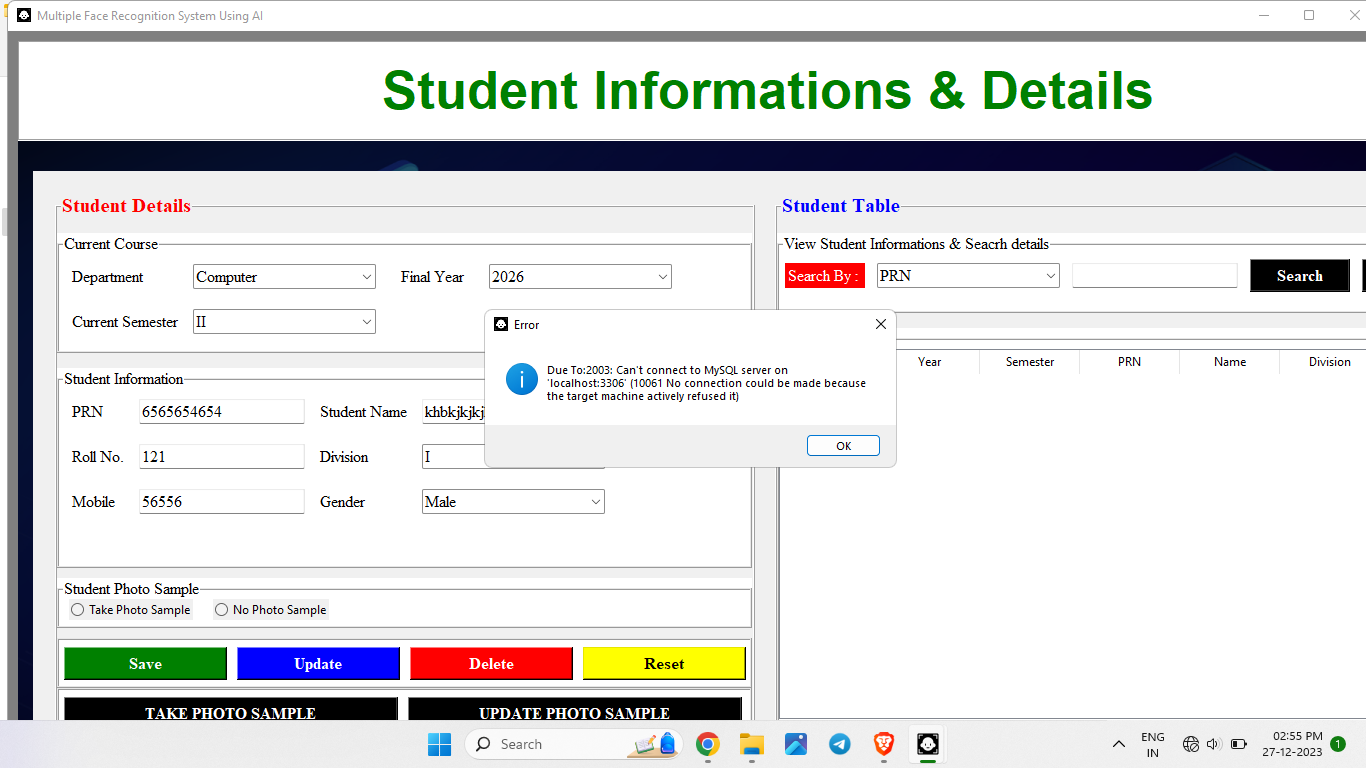 Multiple Face Recognition System Using AI
Student Informations & Details
Student Details
Current Course
Department
Computer
Final Year
2026
Current Semester
II
Student Information
PRN
6565654654
Student Name
khbkjkjkj
Roll No.
121
Division
I
Mobile
56556
Gender
Male
Student Photo Sample
Take Photo Sample
No Photo Sample
Save
Update
Delete
Reset
TAKE PHOTO SAMPLE
UPDATE PHOTO SAMPLE
Student Table
View Student Informations & Seacrh details
Search By :
PRN
Search
Year
Semester
PRN
Name
Division
Error
Due To:2003: Can't connect to MySQL server on
'localhost:3306' (10061 No connection could be made because
the target machine actively refused it)
OK
Search
ENG
IN
02:55 PM
27-12-2023
1